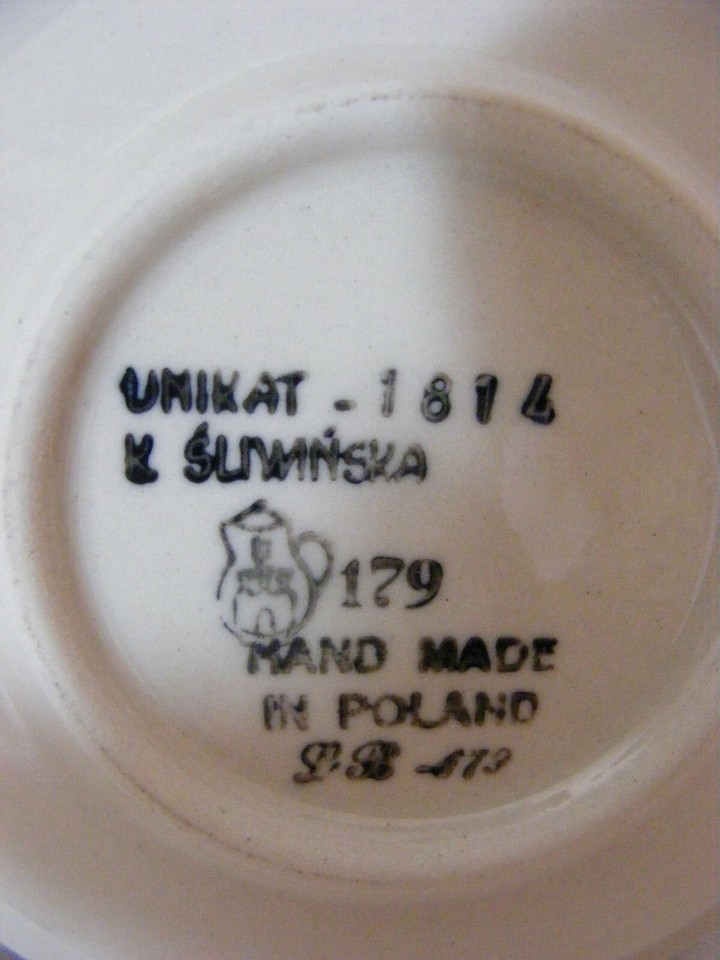 UNIKAT - 1814
K ŚLIWIŃSKA
179
HAND MADE
IN POLAND